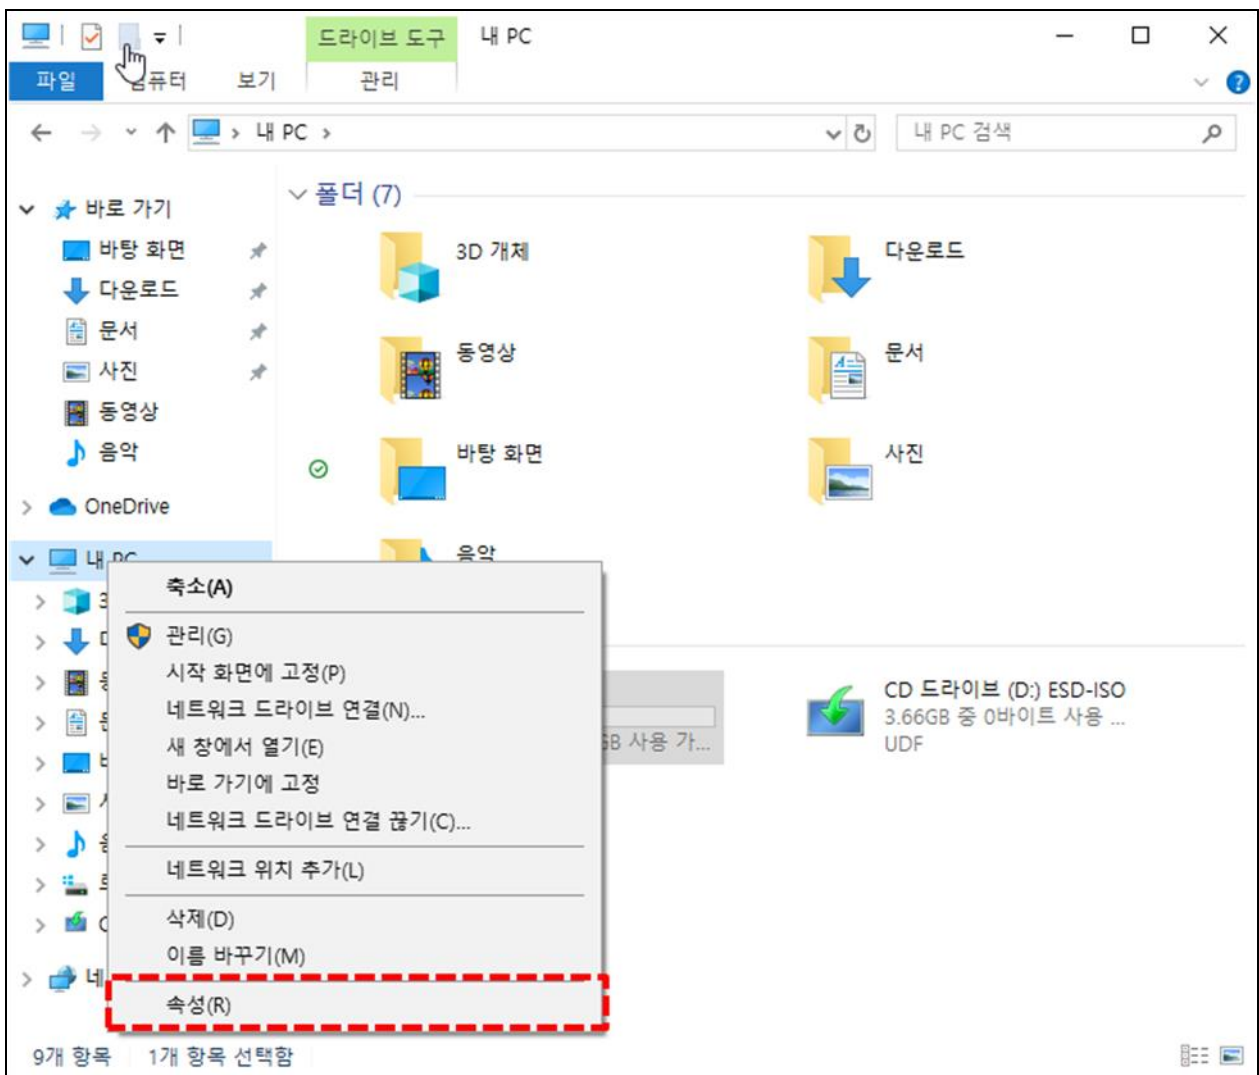 드라이브 도구
내 PC
파일
보기
관리
내 PC
내 PC 검색
바로 가기
바탕 화면
다운로드
문서
사진
동영상
음악
OneDrive
내 PC
폴더 (7)
3D 개체
다운로드
동영상
문서
바탕 화면
사진
음악
축소(A)
관리(G)
시작 화면에 고정(P)
네트워크 드라이브 연결(N)...
새 창에서 열기(E)
바로 가기에 고정
네트워크 드라이브 연결 끊기(C)...
네트워크 위치 추가(L)
삭제(D)
이름 바꾸기(M)
속성(R)
사용 가...
CD 드라이브 (D:) ESD-ISO
3.66GB 중 0바이트 사용 ...
UDF
9개 항목
1개 항목 선택함